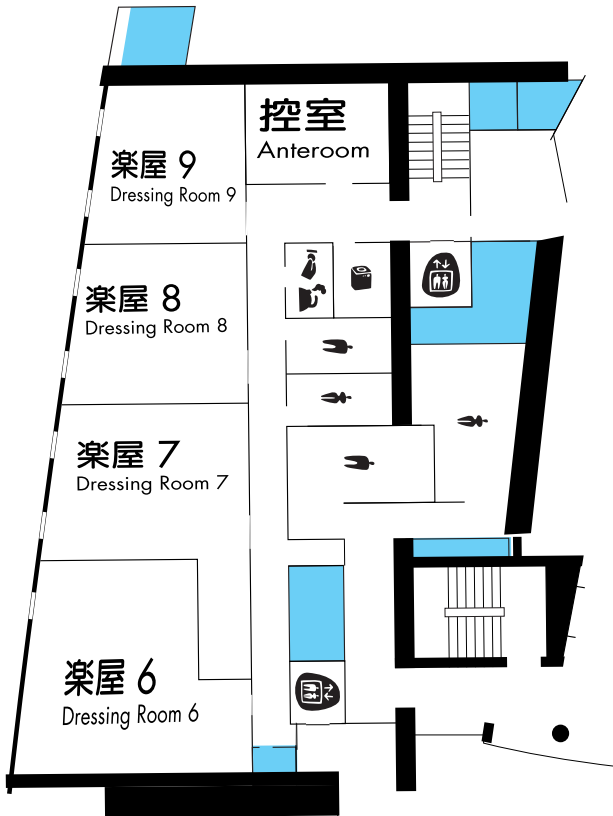 控室
Anteroom
楽屋 9
Dressing Room 9
楽屋 8
Dressing Room 8
楽屋 7
Dressing Room 7
楽屋 6
Dressing Room 6